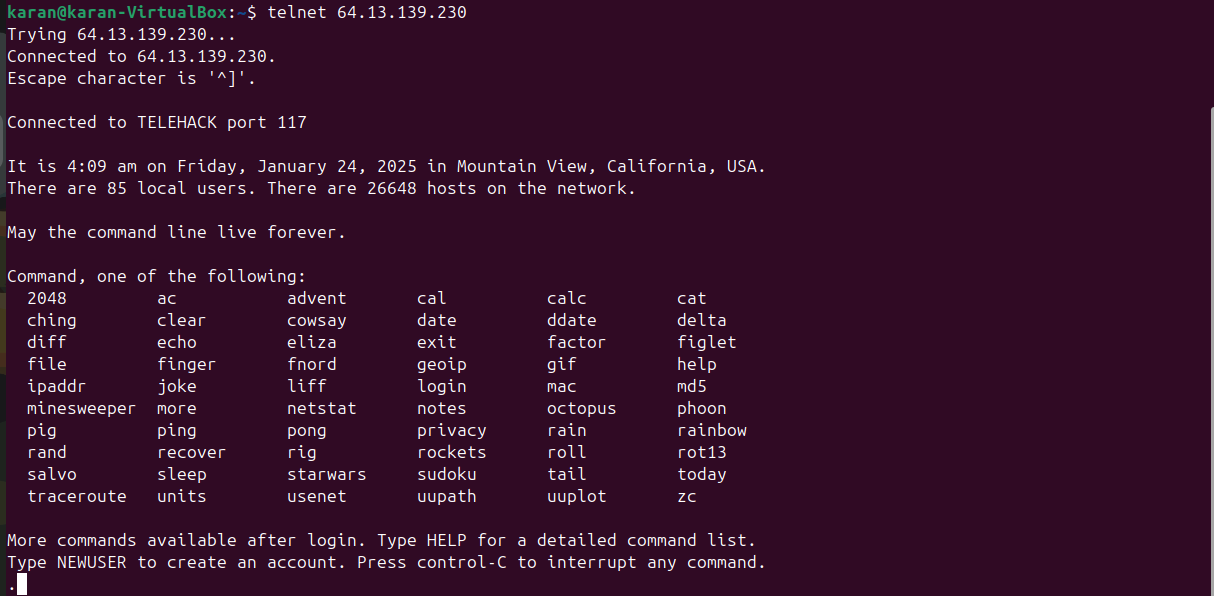 karan@karan-VirtualBox:~$ telnet 64.13.139.230
Trying 64.13.139.230...
Connected to 64.13.139.230.
Escape character is '^]'.
Connected to TELEHACK port 117
It is 4:09 am on Friday, January 24, 2025 in Mountain View, California, USA.
There are 85 local users. There are 26648 hosts on the network.
May the command line live forever.
Command, one of the following:
2048 ac advent cal calc cat
ching clear cowsay date ddate delta
diff echo eliza exit factor figlet
file finger fnord geoip gif help
ipaddr joke liff login mac md5
minesweeper more netstat notes octopus phoon
pig ping pong privacy rain rainbow
rand recover rig rockets roll rot13
salvo sleep starwars sudoku tail today
traceroute units usenet uupath uuplot zc
More commands available after login. Type HELP for a detailed command list.
Type NEWUSER to create an account. Press control-C to interrupt any command.
.